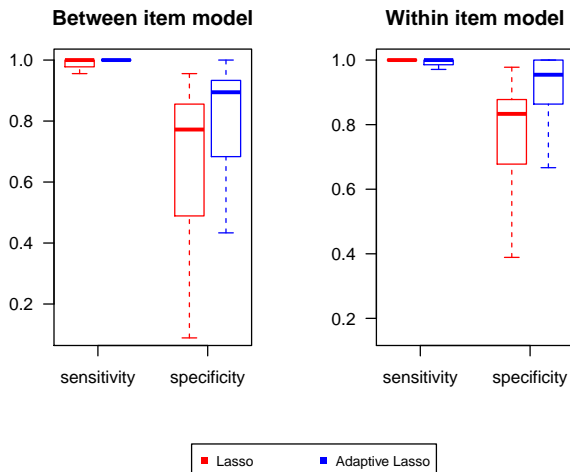 Between item model
1.0
0.8
0.6
0.4
0.2
sensitivity specificity
Within item model
1.0
0.8
0.6
0.4
0.2
sensitivity specificity
Lasso Adaptive Lasso